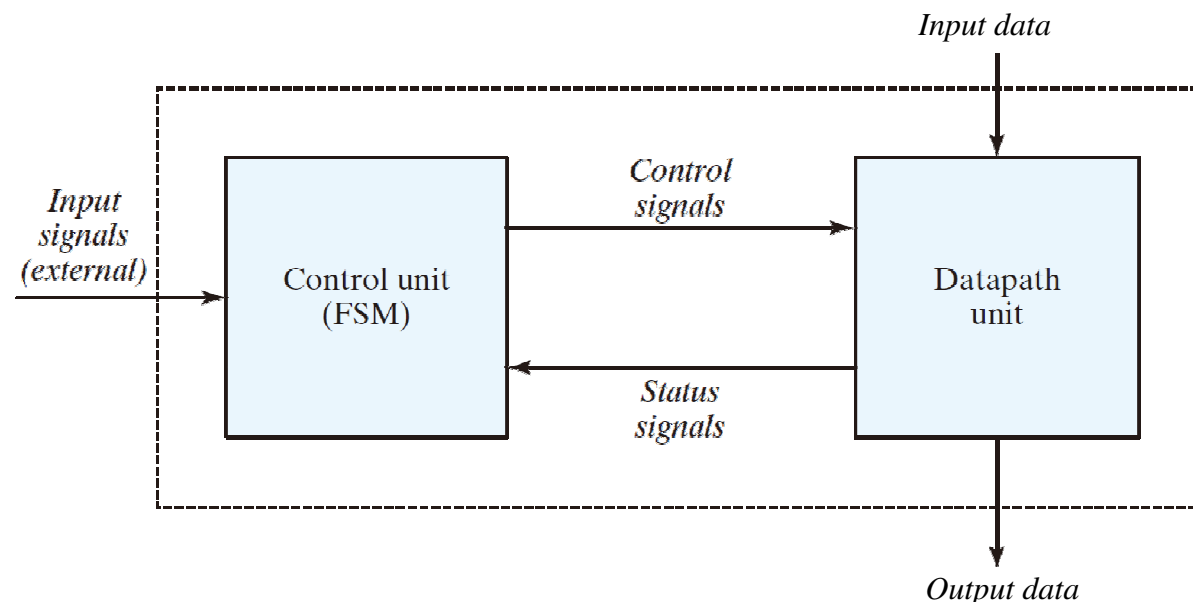 Input data
Input
signals
(external)
Control unit
(FSM)
Control
signals
Status
signals
Datapath
unit
Output data